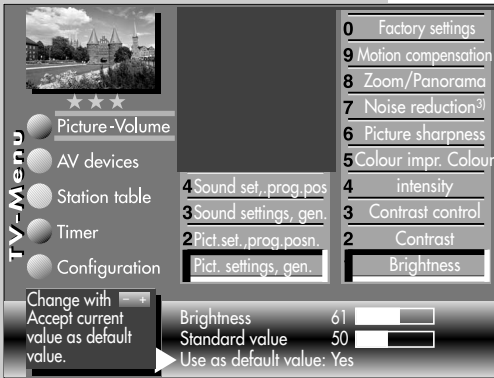 TV-Menu
Picture-Volume
AV devices
Station table
Timer
Configuration
4 Sound set,.prog.pos
3 Sound settings, gen.
2 Pict.set.,prog.posn.
Pict. settings, gen.
0 Factory settings
9 Motion compensation
8 Zoom/Panorama
7 Noise reduction3)
6 Picture sharpness
5 Colour impr. Colour
4 intensity
3 Contrast control
2 Contrast
Brightness
Change with - +
Accept current
value as default
value.
Brightness 61
Standard value 50
Use as default value: Yes